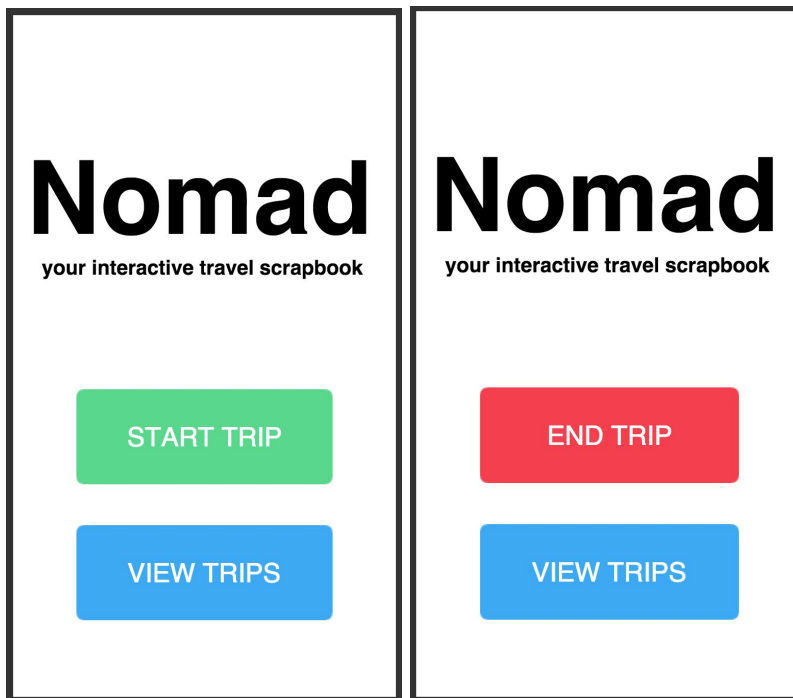 Nomad
your interactive travel scrapbook
START TRIP
VIEW TRIPS
Nomad
your interactive travel scrapbook
END TRIP
VIEW TRIPS